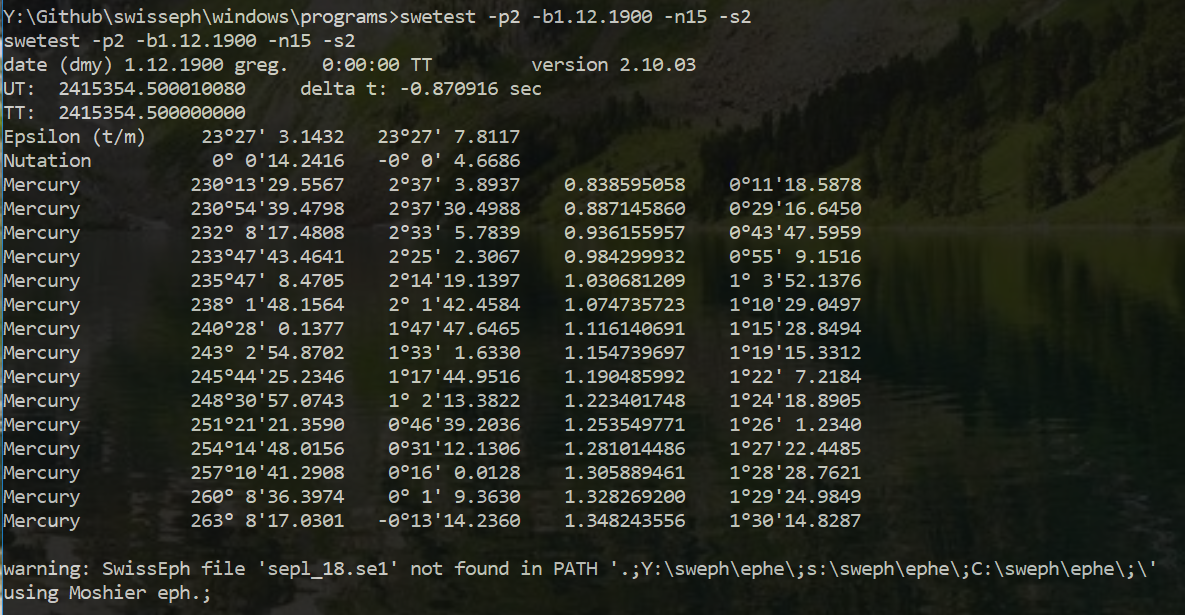 Y:\Github\swisseph\windows\programs>swetest -p2 -b1.12.1900 -n15 -s2
swetest -p2 -b1.12.1900 -n15 -s2
date (dmy) 1.12.1900 greg.   0:00:00 TT          version 2.10.03
UT:  2415354.500010080     delta t: -0.870916 sec
TT:  2415354.500000000
Epsilon (t/m)     23°27' 3.1432   23°27' 7.8117
Nutation           0° 0'14.2416   -0° 0' 4.6686
Mercury          230°13'29.5567    2°37' 3.8937    0.838595058    0°11'18.5878
Mercury          230°54'39.4798    2°37'30.4988    0.887145860    0°29'16.6450
Mercury          232° 8'17.4808    2°33' 5.7839    0.936155957    0°43'47.5959
Mercury          233°47'43.4641    2°25' 2.3067    0.984299932    0°55' 9.1516
Mercury          235°47' 8.4705    2°14'19.1397    1.030681209    1° 3'52.1376
Mercury          238° 1'48.1564    2° 1'42.4584    1.074735723    1°10'29.0497
Mercury          240°28' 0.1377    1°47'47.6465    1.116140691    1°15'28.8494
Mercury          243° 2'54.8702    1°33' 1.6330    1.154739697    1°19'15.3312
Mercury          245°44'25.2346    1°17'44.9516    1.190485992    1°22' 7.2184
Mercury          248°30'57.0743    1° 2'13.3822    1.223401748    1°24'18.8905
Mercury          251°21'21.3590    0°46'39.2036    1.253549771    1°26' 1.2340
Mercury          254°14'48.0156    0°31'12.1306    1.281014486    1°27'22.4485
Mercury          257°10'41.2908    0°16' 0.0128    1.305889461    1°28'28.7621
Mercury          260° 8'36.3974    0° 1' 9.3630    1.328269200    1°29'24.9849
Mercury          263° 8'17.0301   -0°13'14.2360    1.348243556    1°30'14.8287
warning: SwissEph file 'sepl_18.se1' not found in PATH '.;Y:\sweph\ephe\;s:\sweph\ephe\;C:\sweph\ephe\;\'
using Moshier eph.;